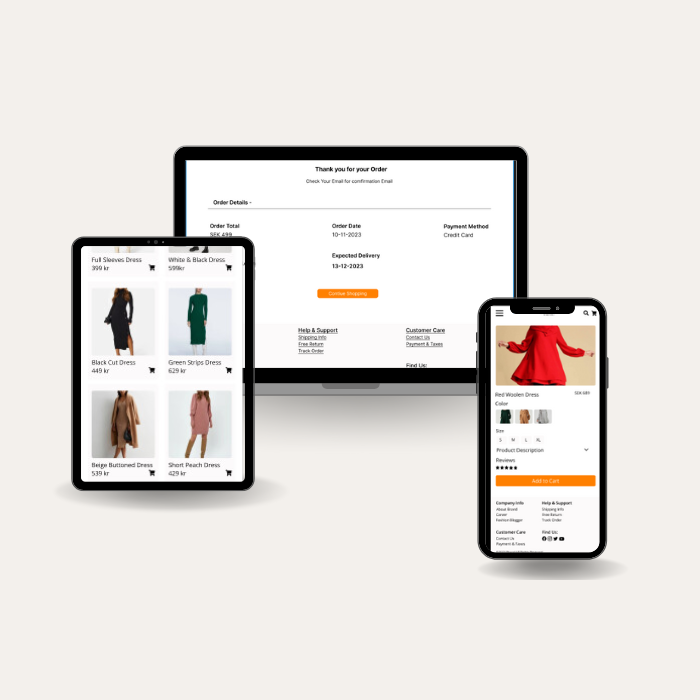 Thank you for your Order
Check Your Email for comfirmation Email
Order Details -
Order Total
SEK 499
Order Date
10-11-2023
Payment Method
Credit Card
Expected Delivery
13-12-2023
Shopping
Help & Support
Shipping Info
Free Return
Track Order
Customer Care
Contact Us
Payment & Taxes
Find Us:
Full Sleeves Dress
399 kr
White & Black Dress
599kr
Black Cut Dress
449 kr
Green Strips Dress
629 kr
Beige Buttoned Dress
539 kr
Short Peach Dress
429 kr
Red Woolen Dress
SEK 689
Color
Size
S M L XL
Product Description
Reviews
Add to Cart
Company Info
About Brand
Career
Fashion Blogger
Help & Support
Shipping Info
Free Return
Track Order
Customer Care
Contact Us
Payment & Taxes
Find Us: